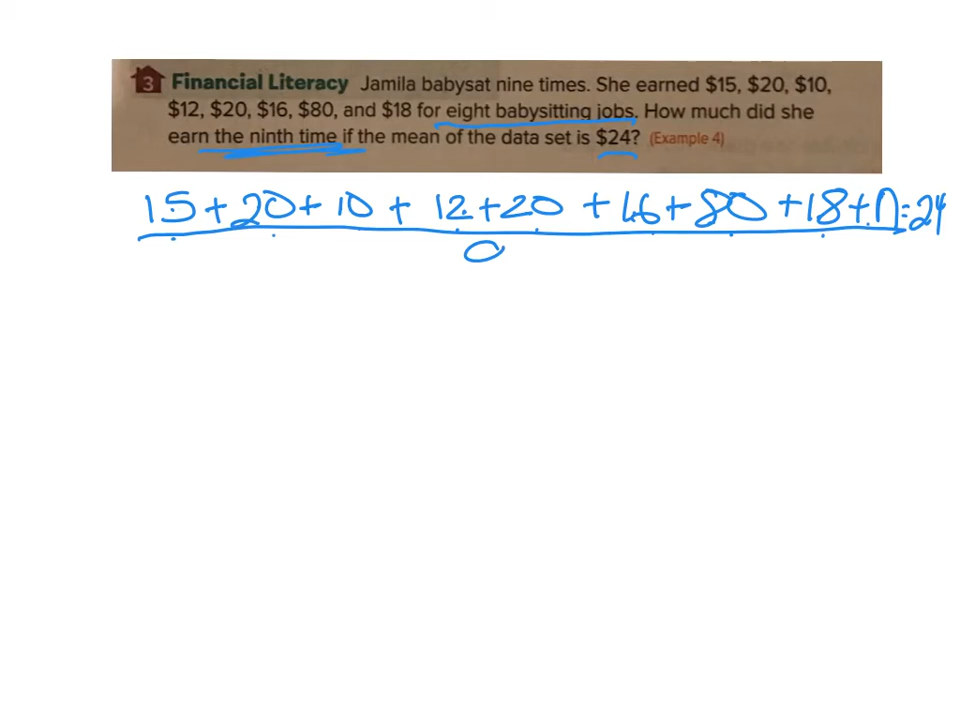 3 Financial Literacy Jamila babysat nine times. She earned $15, $20, $10,
$12, $20, $16, $80, and $18 for eight babysitting jobs. How much did she
earn the ninth time if the mean of the data set is $24? (Example 4)
15+20+10 + 12+20 +16+80 +18+n=24